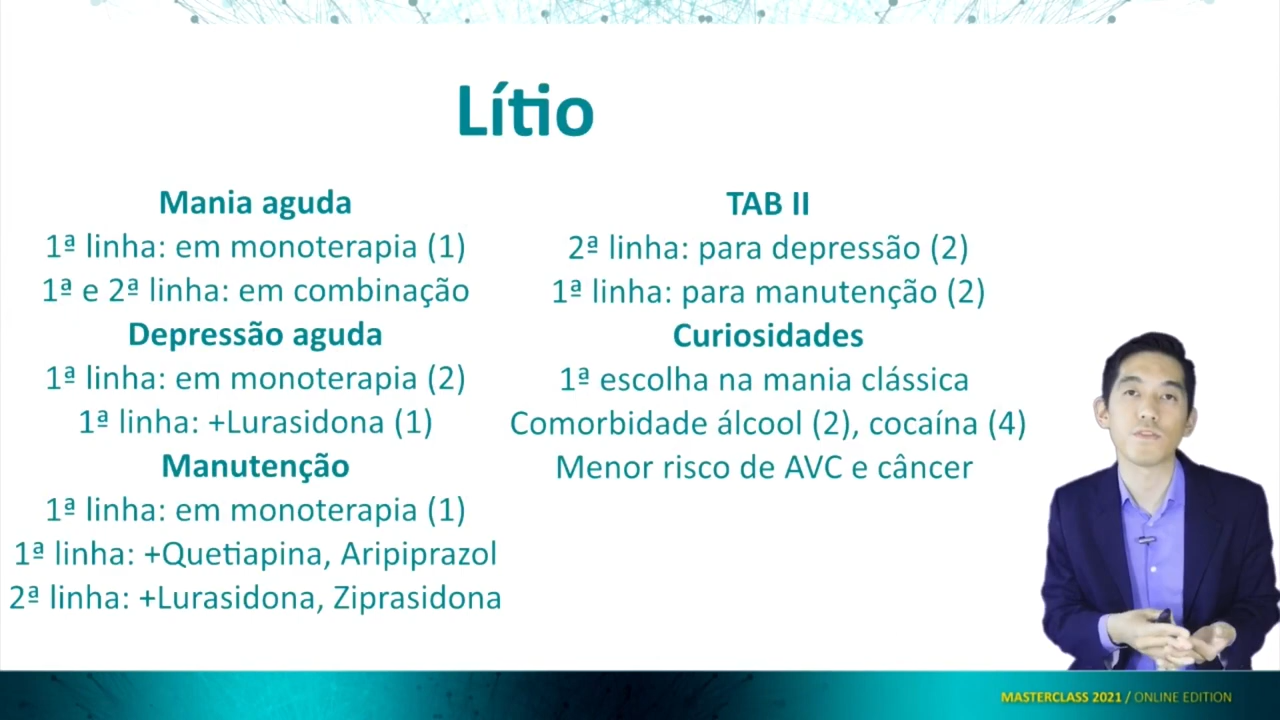 Lítio
Mania aguda
1ª linha: em monoterapia (1)
1ª e 2ª linha: em combinação
Depressão aguda
1ª linha: em monoterapia (2)
1ª linha: +Lurasidona (1)
Manutenção
1ª linha: em monoterapia (1)
1ª linha: +Quetiapina, Aripiprazol
2ª linha: +Lurasidona, Ziprasidona
TAB II
2ª linha: para depressão (2)
1ª linha: para manutenção (2)
Curiosidades
1ª escolha na mania clássica
Comorbidade álcool (2), cocaína (4)
Menor risco de AVC e câncer
MASTERCLASS 2021 / ONLINE EDITION